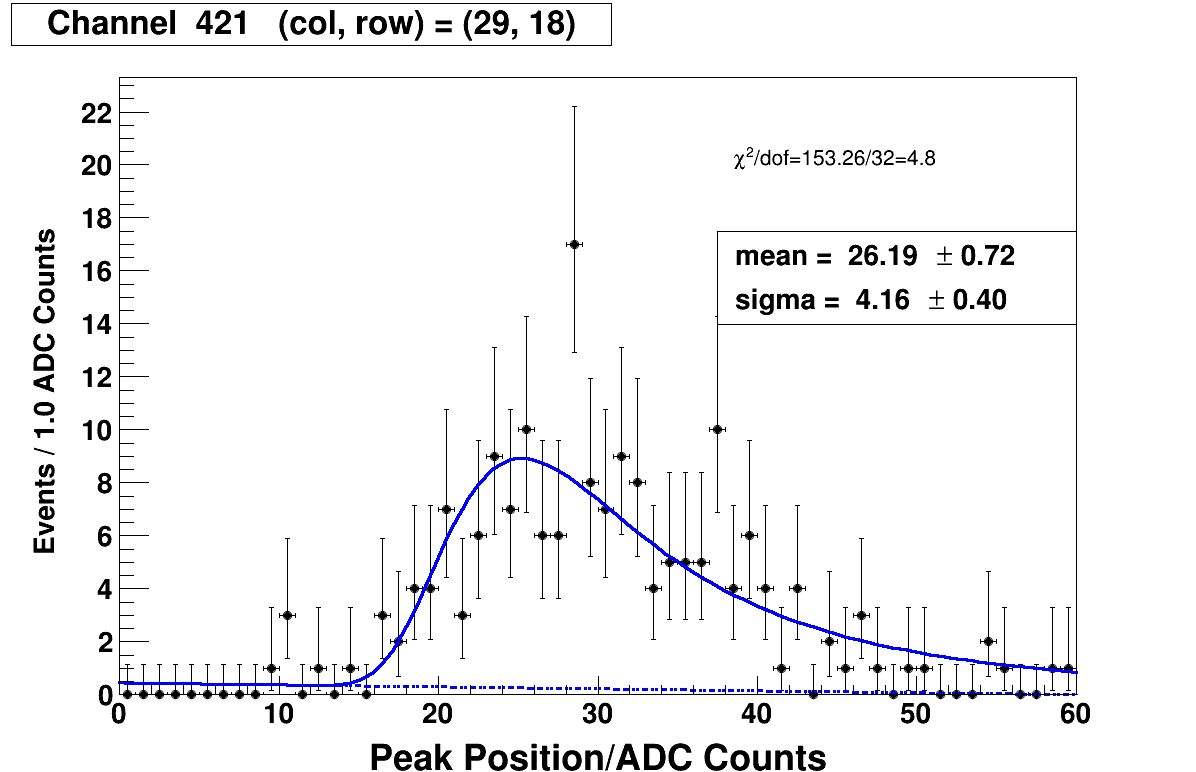 Channel 421 (col, row) = (29, 18)
χ²/dof=153.26/32=4.8
mean = 26.19 ± 0.72
sigma = 4.16 ± 0.40
Events / 1.0 ADC Counts
22
20
18
16
14
12
10
8
6
4
2
0
0 10 20 30 40 50 60
Peak Position/ADC Counts